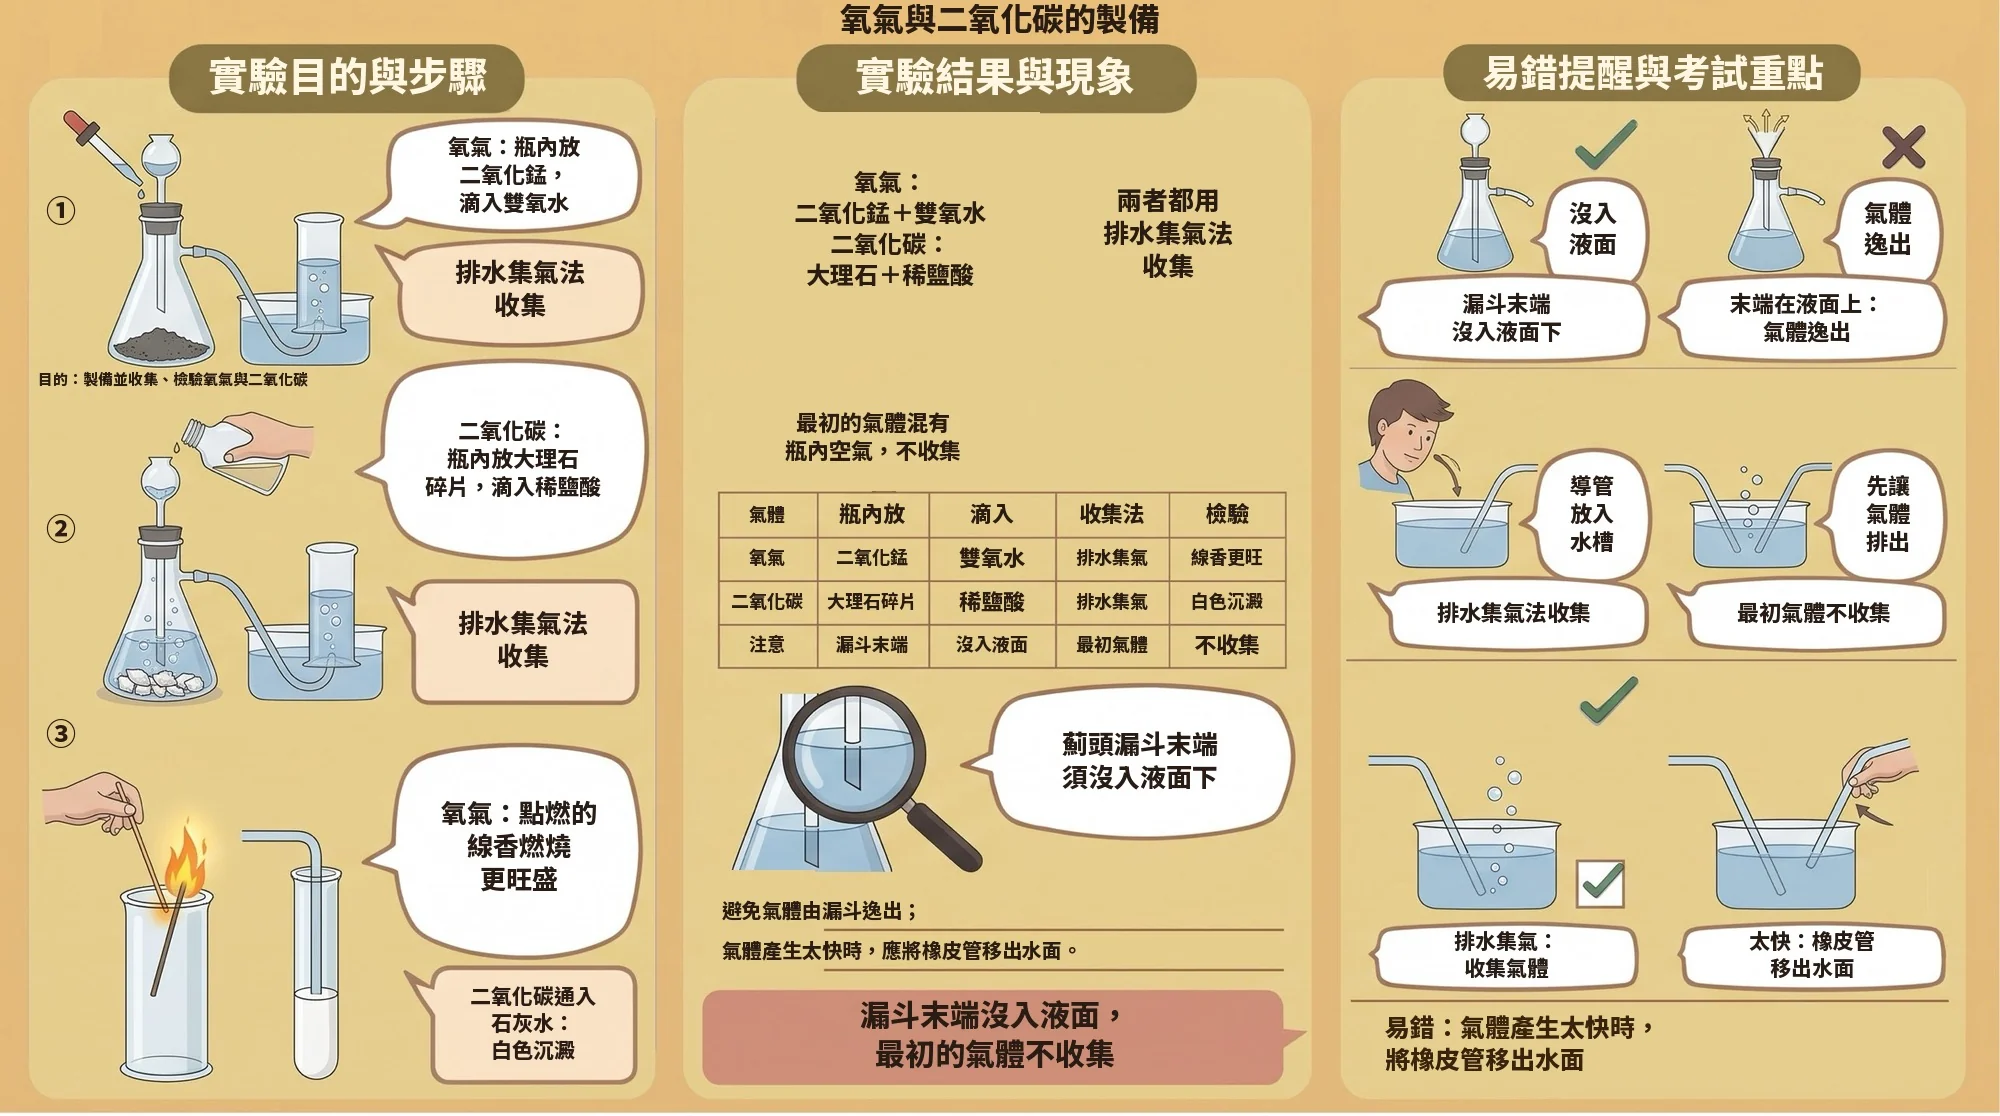 氧氣與二氧化碳的製備
實驗目的與步驟
①
氧氣：瓶內放
二氧化錳，
滴入雙氧水
排水集氣法
收集
目的：製備並收集、檢驗氧氣與二氧化碳
②
二氧化碳：
瓶內放大理石
碎片，滴入稀鹽酸
排水集氣法
收集
③
氧氣：點燃的
線香燃燒
更旺盛
二氧化碳通入
石灰水：
白色沉澱
實驗結果與現象
氧氣：
二氧化錳＋雙氧水
二氧化碳：
大理石＋稀鹽酸
兩者都用
排水集氣法
收集
最初的氣體混有
瓶內空氣，不收集
氣體 瓶內放 滴入 收集法 檢驗
氧氣 二氧化錳 雙氧水 排水集氣 線香更旺
二氧化碳 大理石碎片 稀鹽酸 排水集氣 白色沉澱
注意 漏斗末端 沒入液面 最初氣體 不收集
薊頭漏斗末端
須沒入液面下
避免氣體由漏斗逸出；
氣體產生太快時，應將橡皮管移出水面。
漏斗末端沒入液面，
最初的氣體不收集
易錯提醒與考試重點
沒入
液面
氣體
逸出
漏斗末端
沒入液面下
末端在液面上：
氣體逸出
導管
放入
水槽
先讓
氣體
排出
排水集氣法收集
最初氣體不收集
排水集氣：
收集氣體
太快：橡皮管
移出水面
易錯：氣體產生太快時，
將橡皮管移出水面